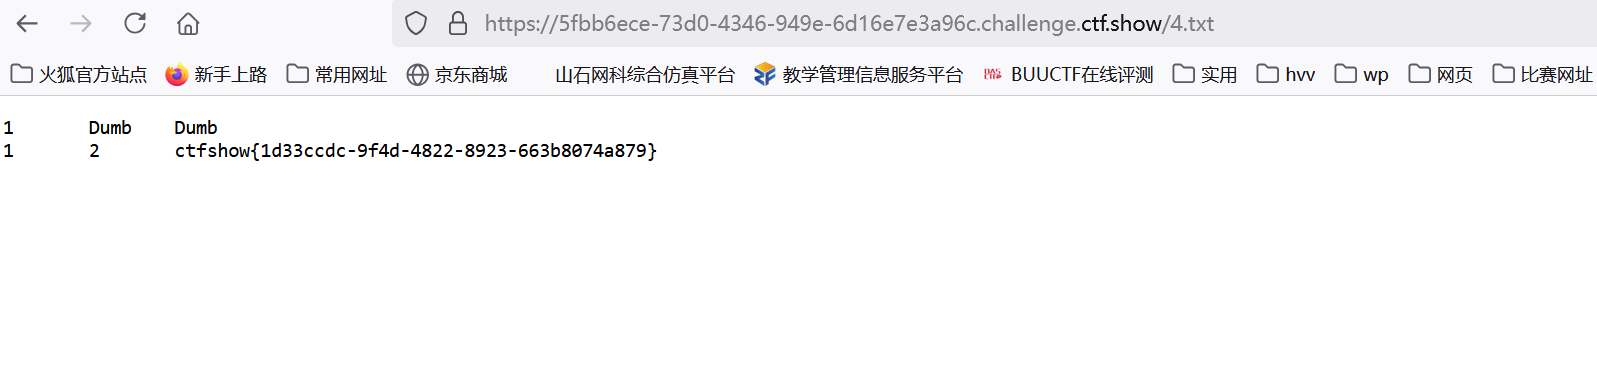 https://5fbb6ece-73d0-4346-949e-6d16e7e3a96c.challenge.ctf.show/4.txt
火狐官方站点 新手上路 常用网址 京东商城 山石网科综合仿真平台 教学管理信息服务平台 BUUCTF在线评测 实用 hvv wp 网页 比赛网址
1 Dumb Dumb
1 2 ctfshow{1d33ccdc-9f4d-4822-8923-663b8074a879}